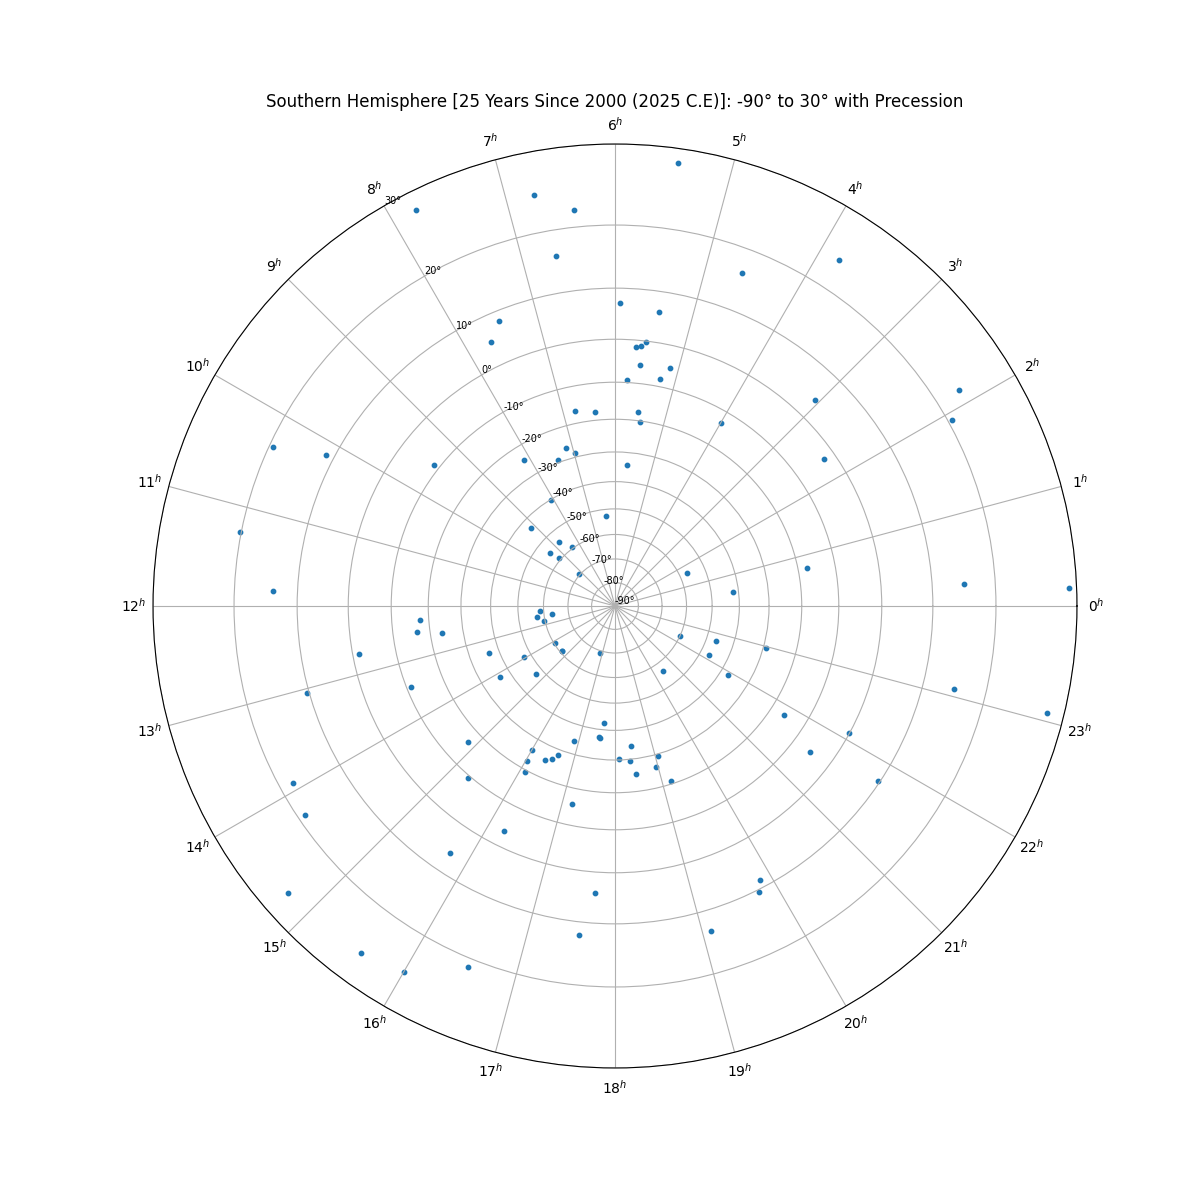 Southern Hemisphere [25 Years Since 2000 (2025 C.E)]: -90° to 30° with Precession
6ʰ
7ʰ
5ʰ
8ʰ
4ʰ
30°
9ʰ
3ʰ
20°
10°
10ʰ
2ʰ
0°
-10°
-20°
-30°
11ʰ
1ʰ
-40°
-50°
-60°
-70°
-80°
-90°
12ʰ
0ʰ
13ʰ
23ʰ
14ʰ
22ʰ
15ʰ
21ʰ
16ʰ
20ʰ
17ʰ
19ʰ
18ʰ